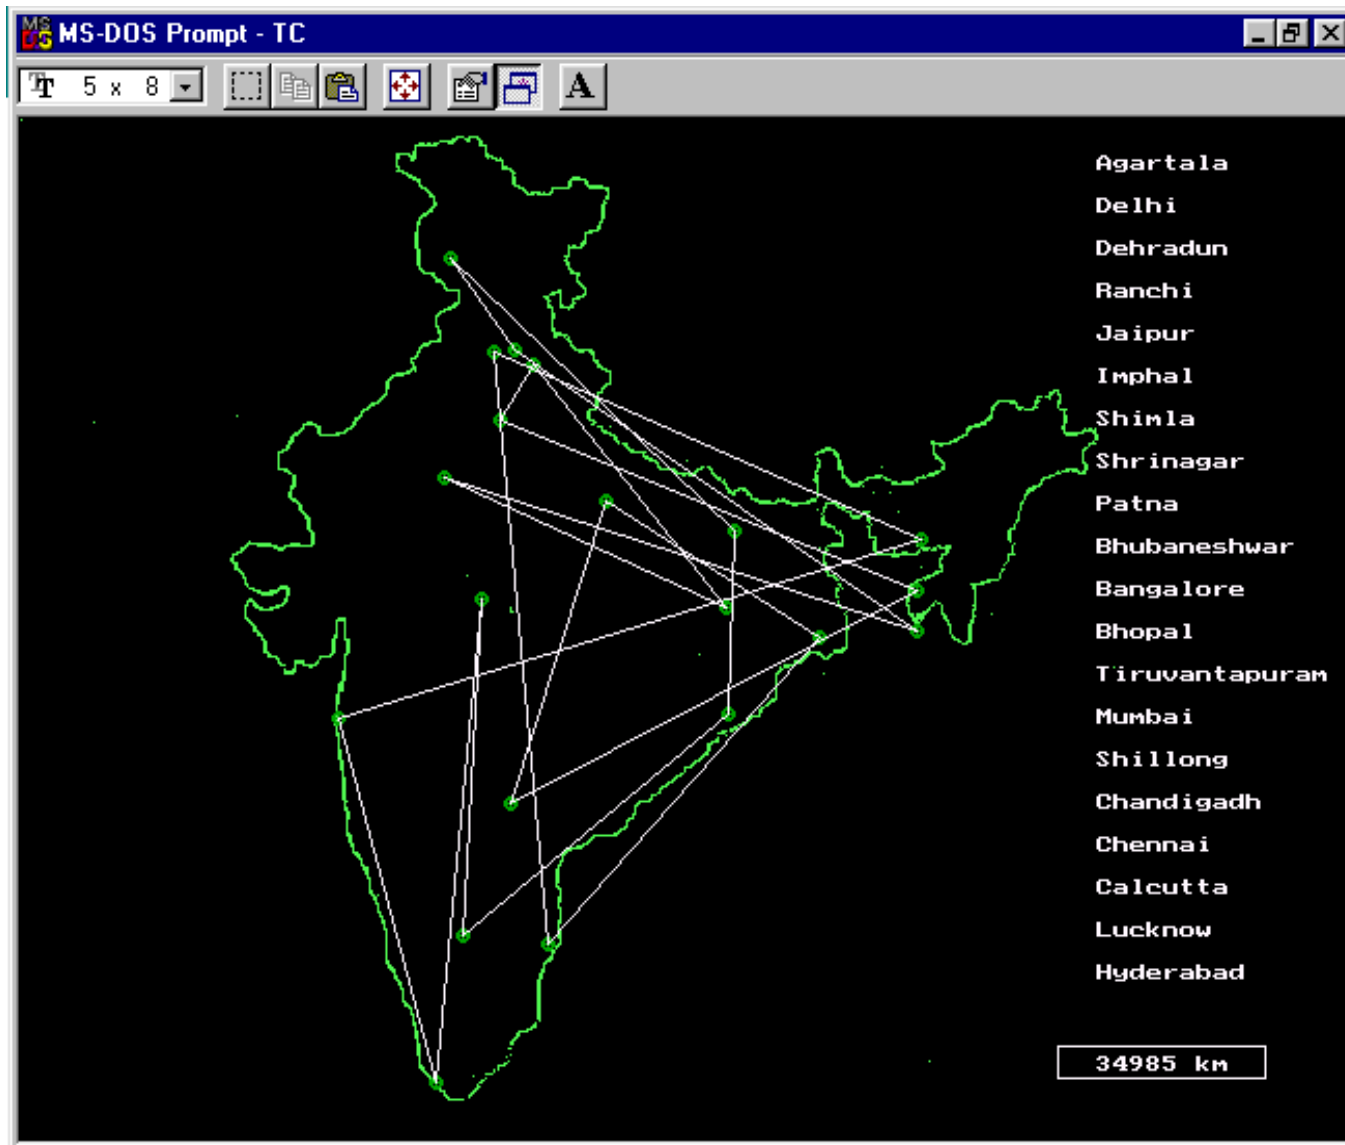 MS-DOS Prompt - TC
5 x 8
A
Agartala
Delhi
Dehradun
Ranchi
Jaipur
Imphal
Shimla
Shrinagar
Patna
Bhubaneshwar
Bangalore
Bhopal
Tiruvantapuram
Mumbai
Shillong
Chandigadh
Chennai
Calcutta
Lucknow
Hyderabad
34985 km